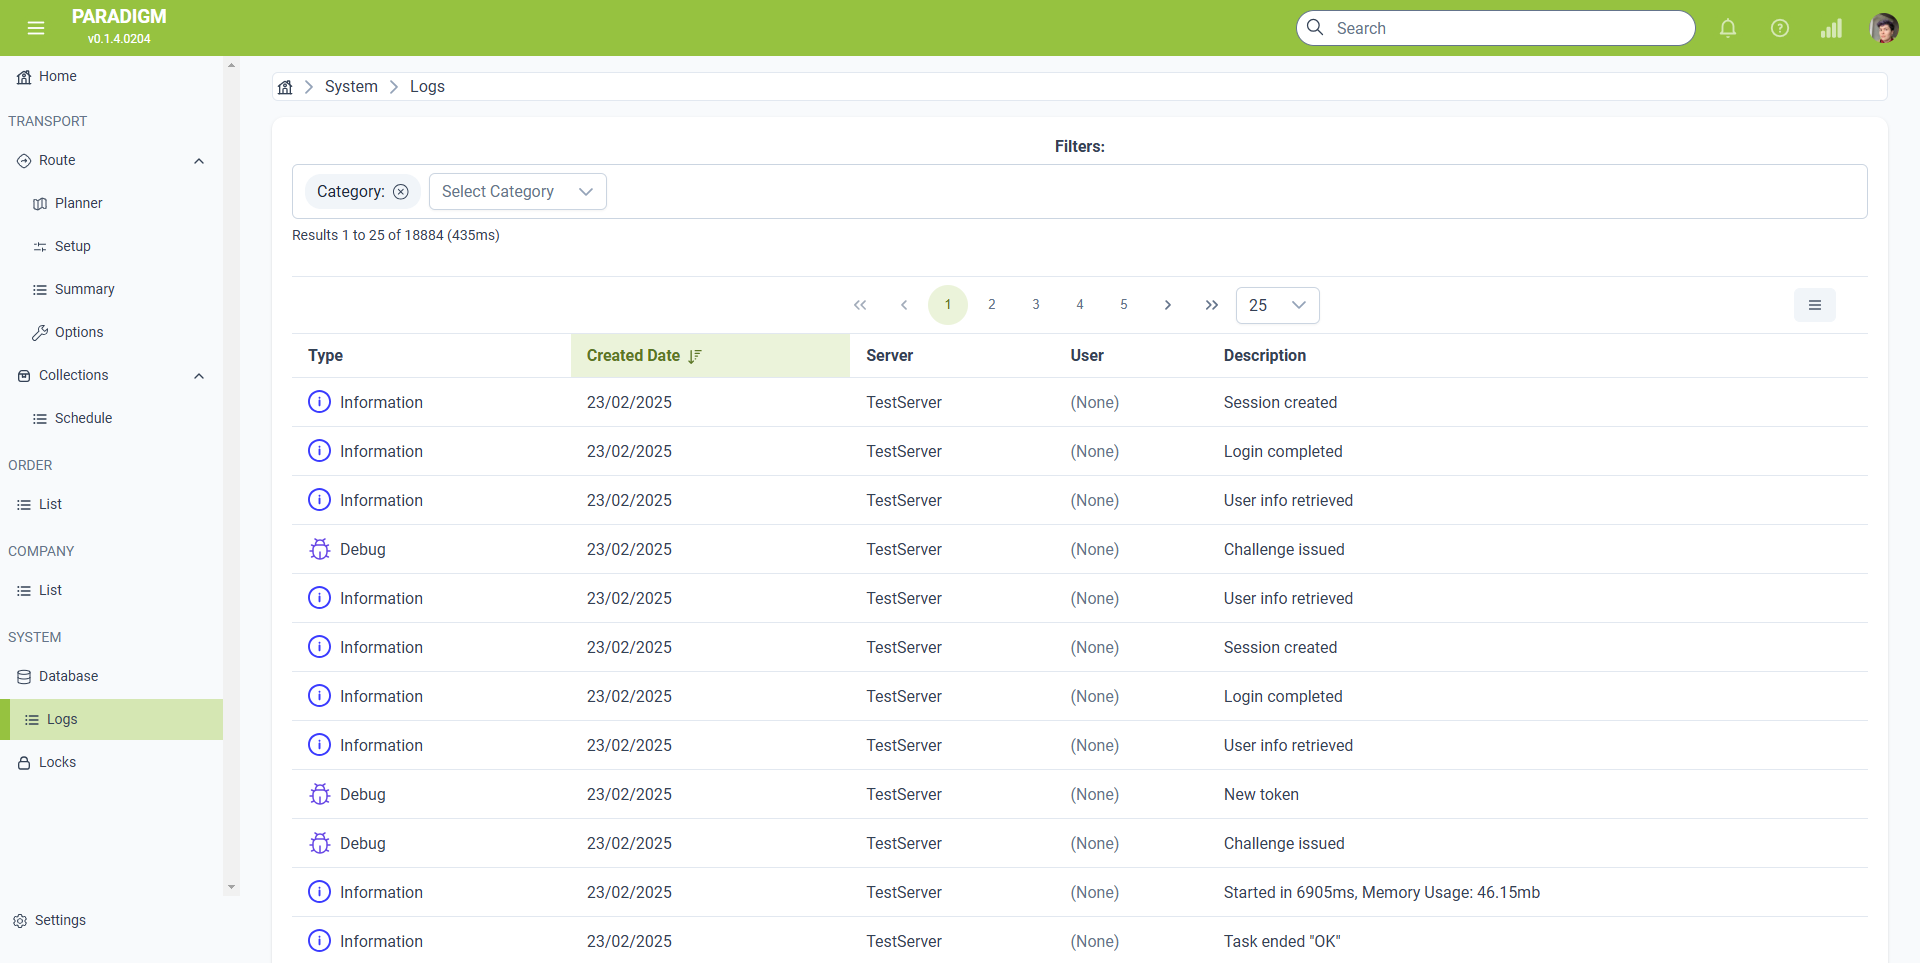 PARADIGM
v0.1.4.0204
Search
Home
TRANSPORT
Route
Planner
Setup
Summary
Options
Collections
Schedule
ORDER
List
COMPANY
List
SYSTEM
Database
Logs
Locks
Settings
System Logs
Filters:
Category: Select Category
Results 1 to 25 of 18884 (435ms)
1 2 3 4 5 25
Type Created Date Server User Description
Information 23/02/2025 TestServer (None) Session created
Information 23/02/2025 TestServer (None) Login completed
Information 23/02/2025 TestServer (None) User info retrieved
Debug 23/02/2025 TestServer (None) Challenge issued
Information 23/02/2025 TestServer (None) User info retrieved
Information 23/02/2025 TestServer (None) Session created
Information 23/02/2025 TestServer (None) Login completed
Information 23/02/2025 TestServer (None) User info retrieved
Debug 23/02/2025 TestServer (None) New token
Debug 23/02/2025 TestServer (None) Challenge issued
Information 23/02/2025 TestServer (None) Started in 6905ms, Memory Usage: 46.15mb
Information 23/02/2025 TestServer (None) Task ended "OK"